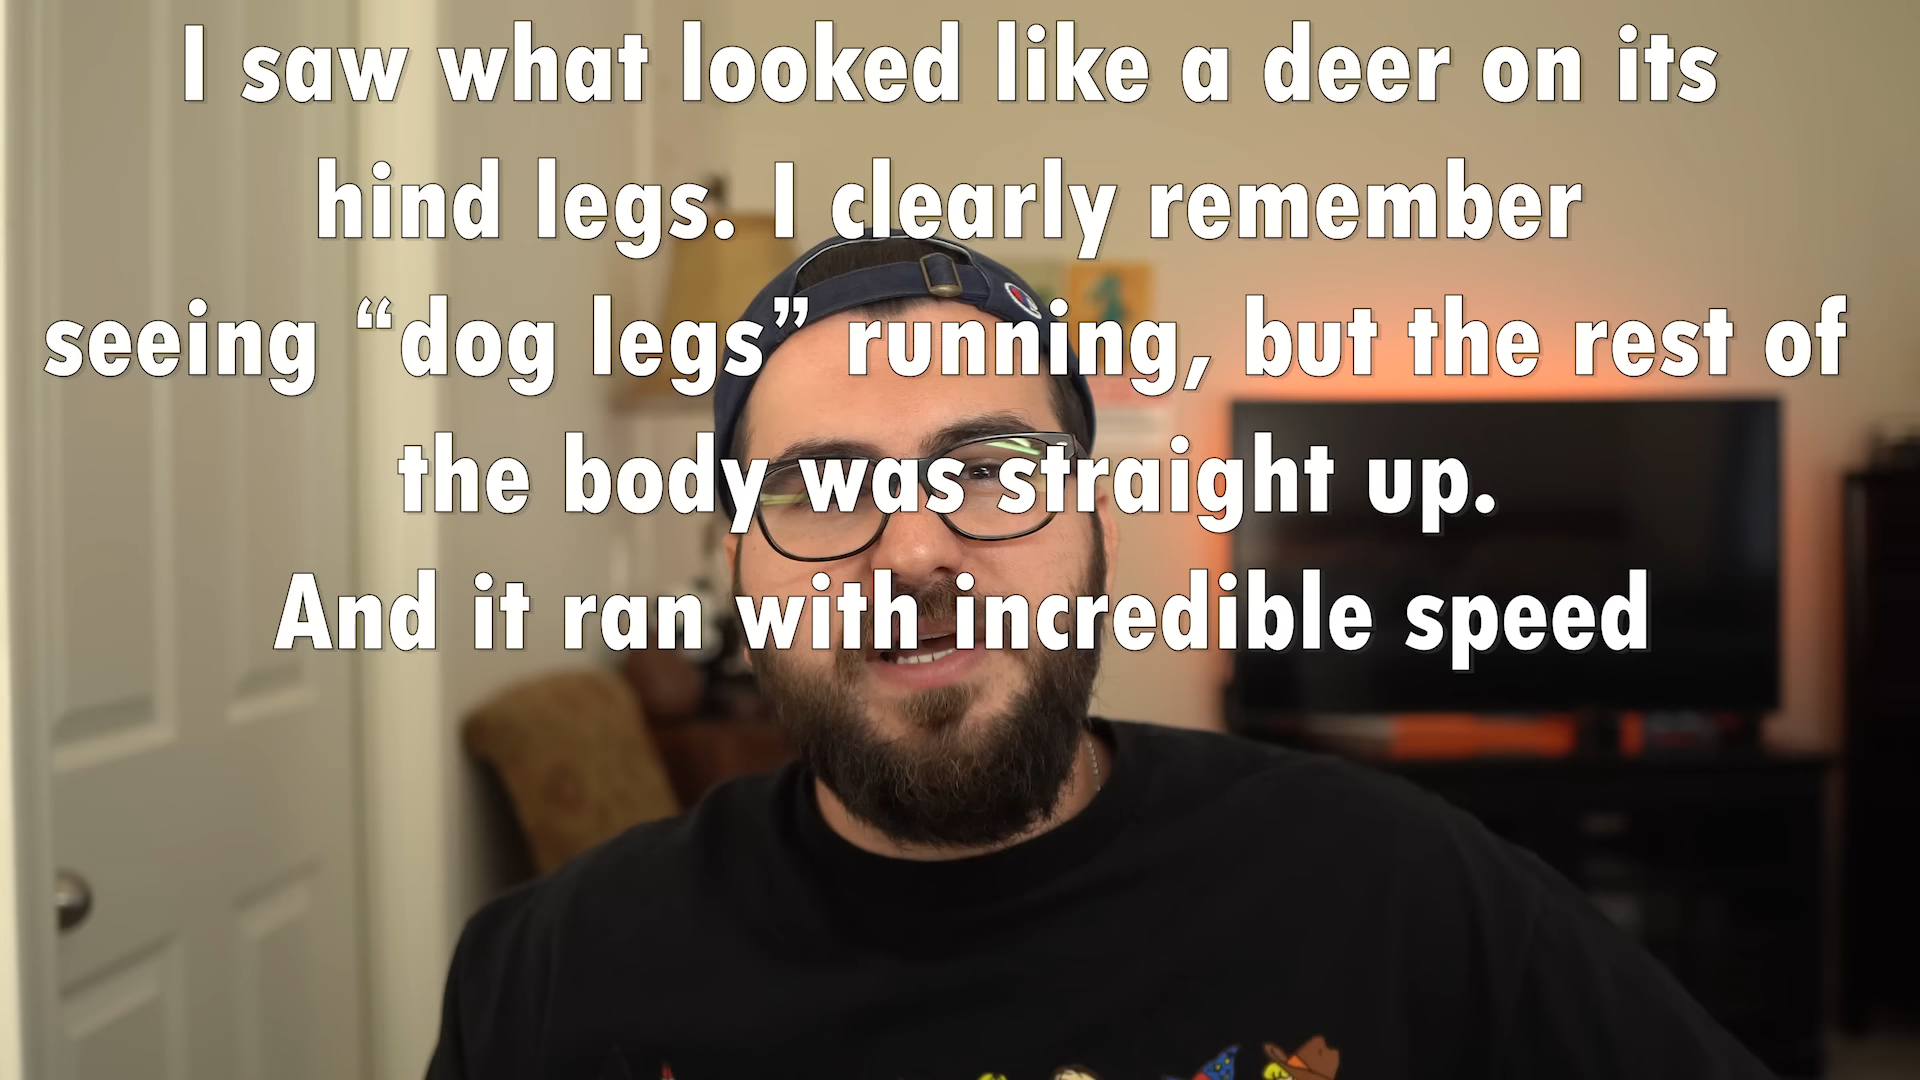 I saw what looked like a deer on its
hind legs. I clearly remember
seeing “dog legs” running, but the rest of
the body was straight up.
And it ran with incredible speed